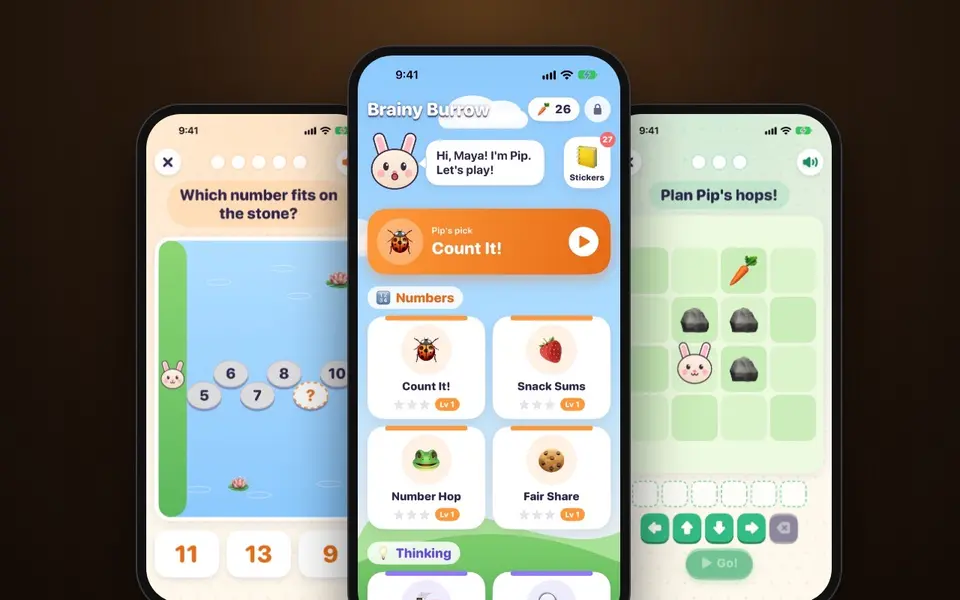 9:41
Which number fits on
the stone?
5
6
7
8
?
10
11
13
9
9:41
Brainy Burrow
26
Hi, Maya! I'm Pip.
Let's play!
27
Stickers
Pip's pick
Count It!
Numbers
Count It!
Lv 1
Snack Sums
Lv 1
Number Hop
Lv 1
Fair Share
Lv 1
Thinking
9:41
Plan Pip's hops!
Go!